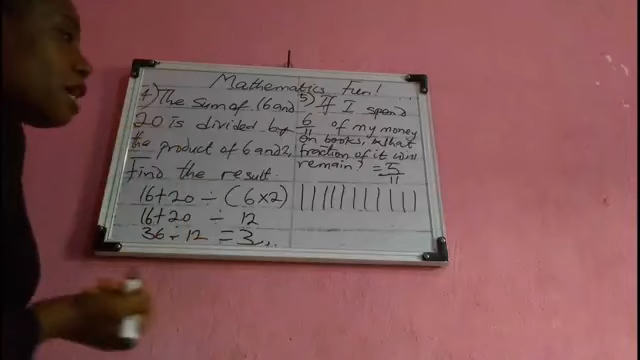 Mathematics Fun!
4) The Sum of 16 and
20 is divided by
the product of 6 and 2,
find the result.
16+20 ÷ (6×2)
16+20 ÷ 12
36÷12 = 3
5) If I spend
6/11 of my money
on books, what
fraction of it will
remain? = 5/11